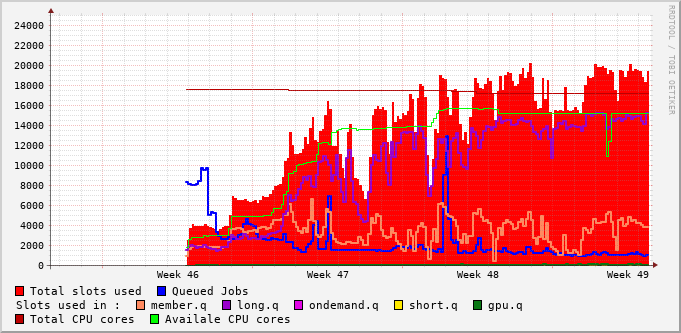 24000
22000
20000
18000
16000
14000
12000
10000
8000
6000
4000
2000
0
Week 46 Week 47 Week 48 Week 49
RRDTOOL / TOBI OETIKER
Total slots used Queued Jobs
Slots used in : member.q long.q ondemand.q short.q gpu.q
Total CPU cores Availale CPU cores